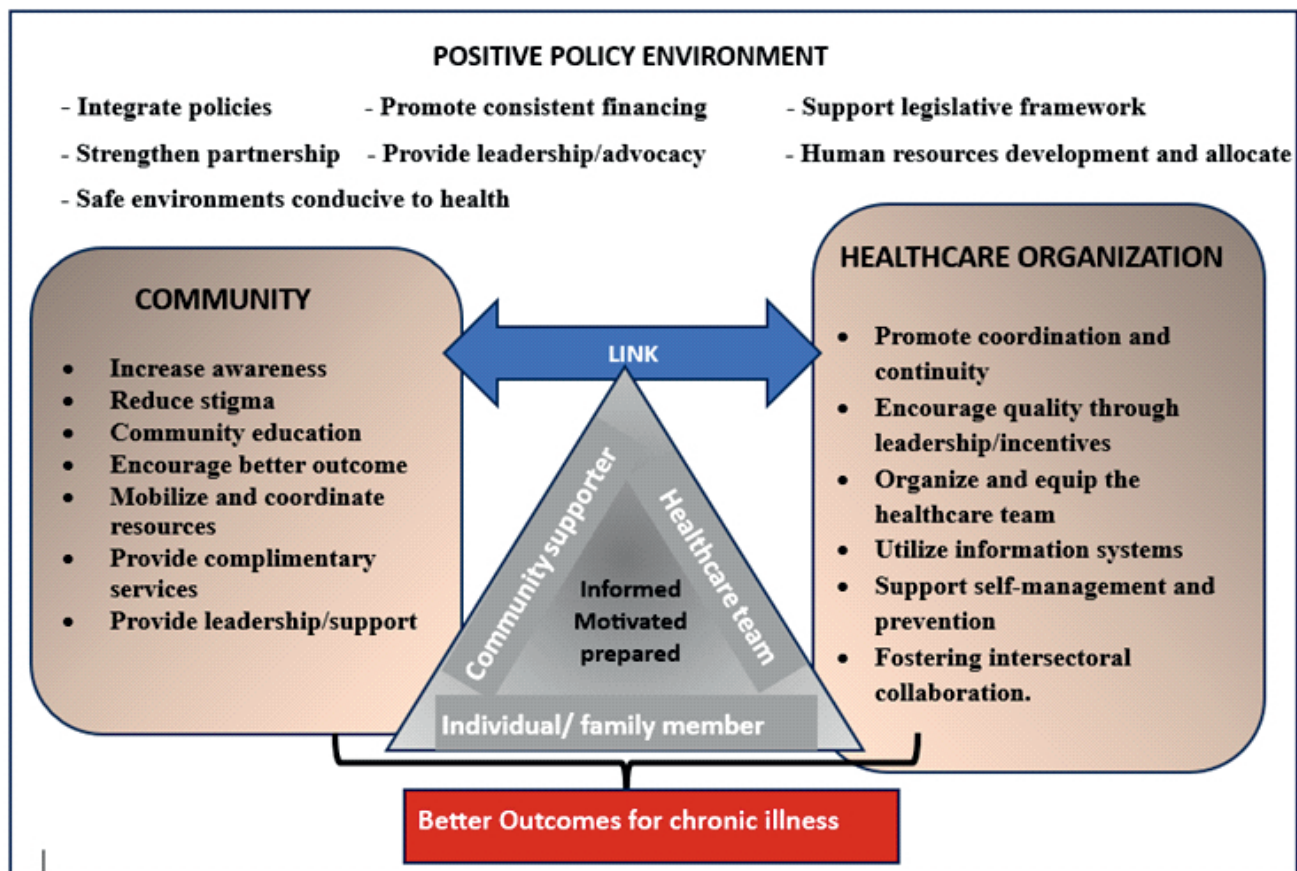 POSITIVE POLICY ENVIRONMENT
- Integrate policies - Promote consistent financing - Support legislative framework
- Strengthen partnership - Provide leadership/advocacy - Human resources development and allocate
- Safe environments conducive to health
COMMUNITY
• Increase awareness
• Reduce stigma
• Community education
• Encourage better outcome
• Mobilize and coordinate
resources
• Provide complimentary
services
• Provide leadership/support
LINK
Community supporter
Healthcare team
Informed
Motivated
prepared
Individual/ family member
HEALTHCARE ORGANIZATION
• Promote coordination and
continuity
• Encourage quality through
leadership/incentives
• Organize and equip the
healthcare team
• Utilize information systems
• Support self-management and
prevention
• Fostering intersectoral
collaboration.
Better Outcomes for chronic illness